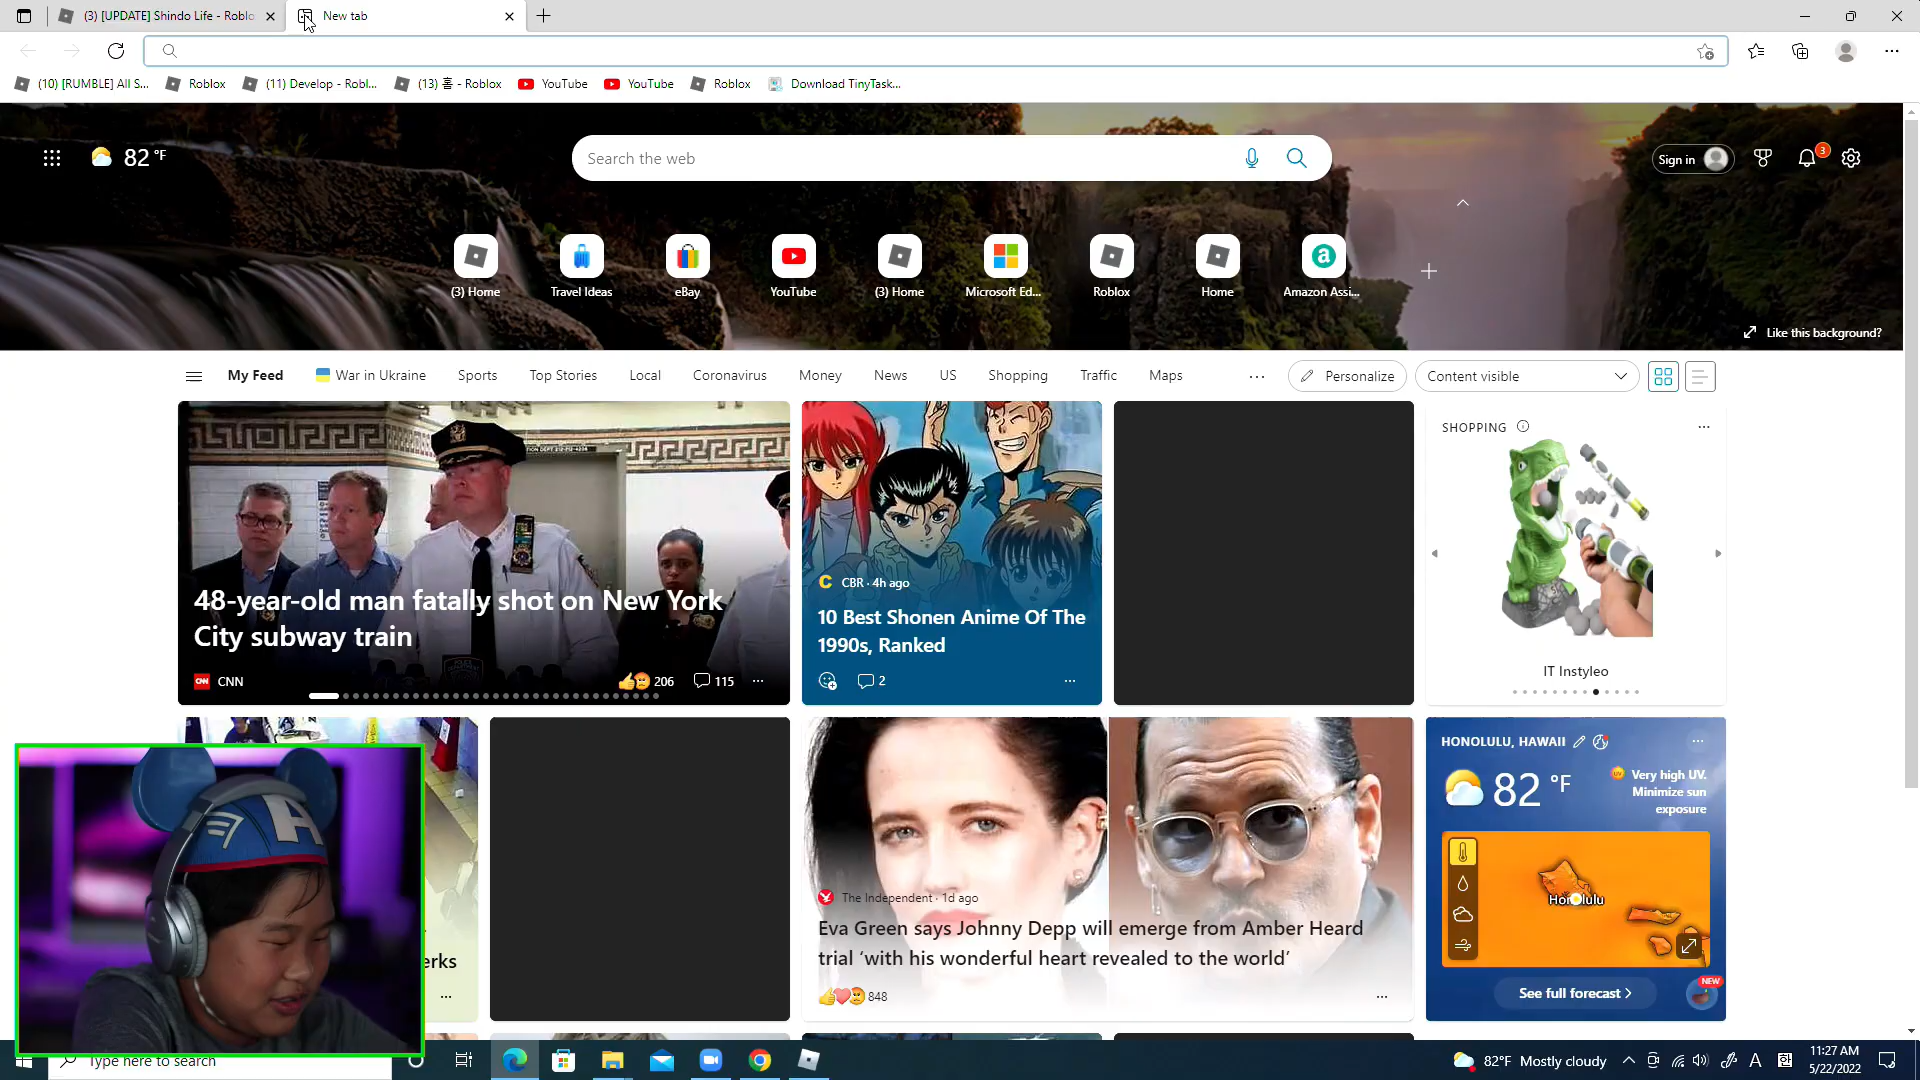 (3) [UPDATE] Shindo Life - Roblo
New tab
(10) [RUMBLE] All S...
Roblox
(11) Develop - Robl...
(13) 홈 - Roblox
YouTube
YouTube
Roblox
Download TinyTask...
82 °F
Search the web
Sign in
3
(3) Home
Travel Ideas
eBay
YouTube
(3) Home
Microsoft Ed...
Roblox
Home
Amazon Assi...
Like this background?
My Feed
War in Ukraine
Sports
Top Stories
Local
Coronavirus
Money
News
US
Shopping
Traffic
Maps
Personalize
Content visible
48-year-old man fatally shot on New York
City subway train
CNN
206
115
CBR · 4h ago
10 Best Shonen Anime Of The
1990s, Ranked
2
SHOPPING
IT Instyleo
erks
The Independent · 1d ago
Eva Green says Johnny Depp will emerge from Amber Heard
trial ‘with his wonderful heart revealed to the world’
848
HONOLULU, HAWAII
82 °F
Very high UV.
Minimize sun
exposure
Honolulu
See full forecast
NEW
Type here to search
82°F Mostly cloudy
A
한
11:27 AM
5/22/2022